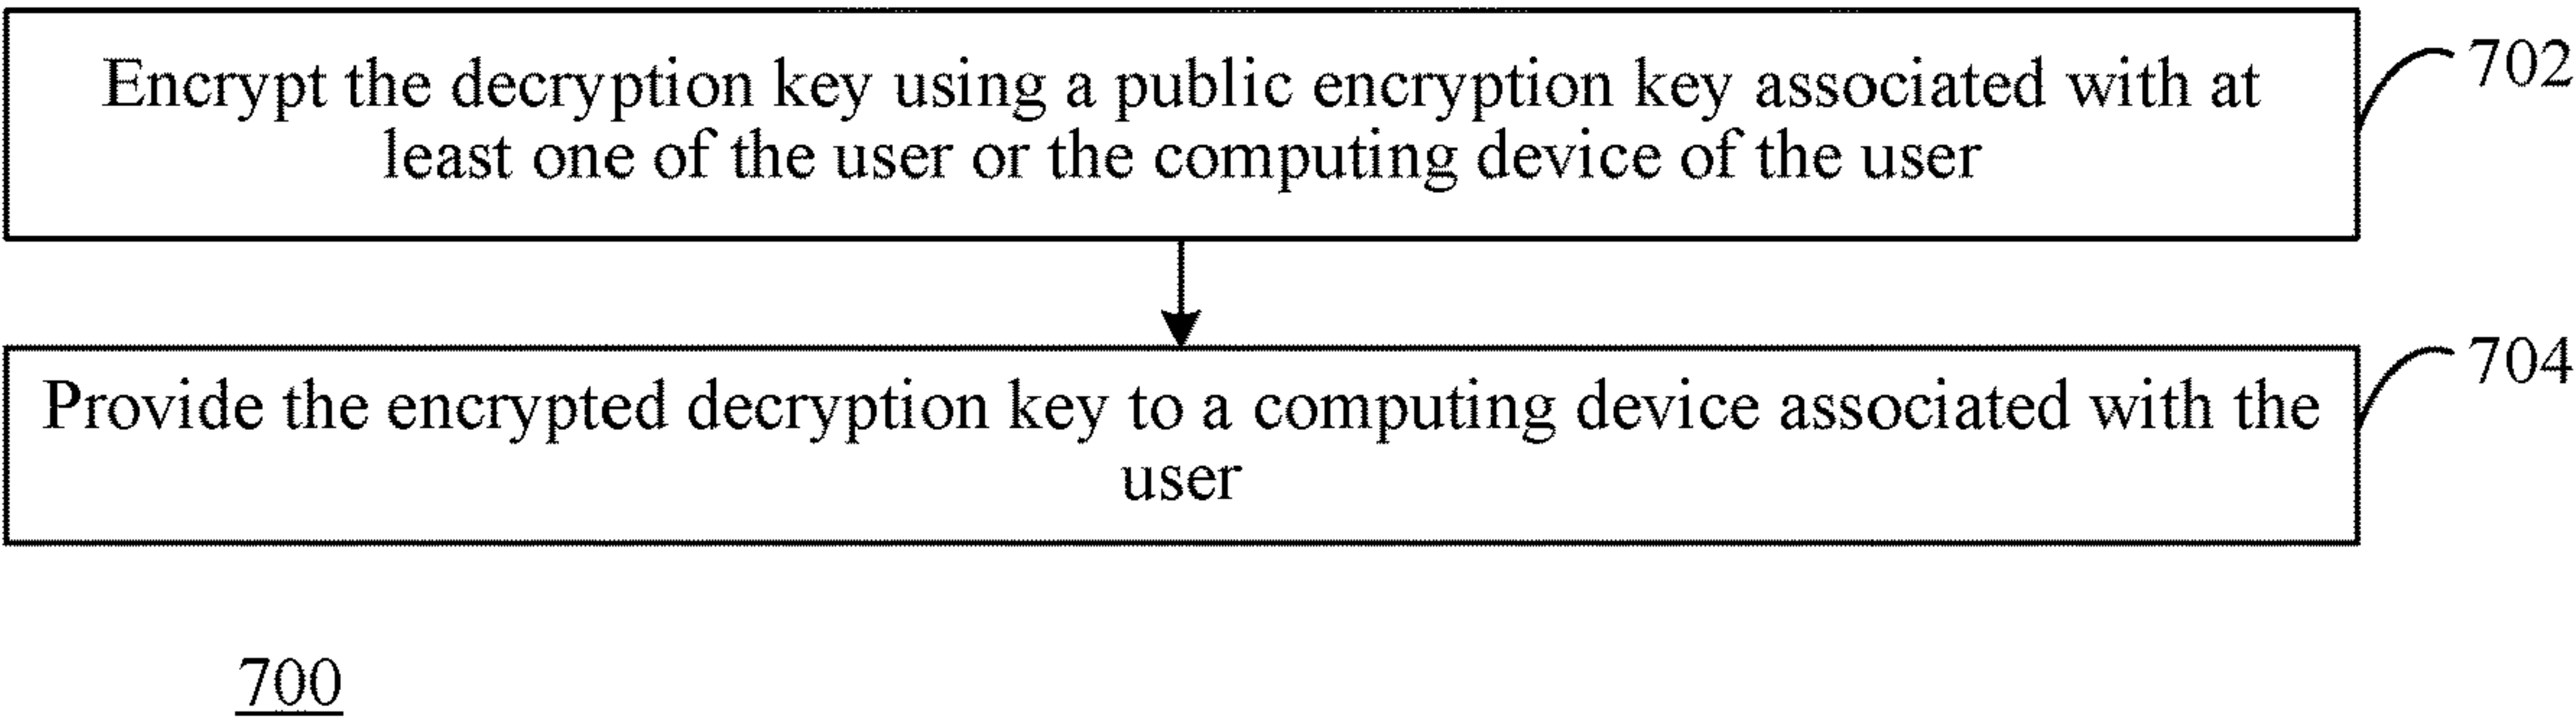 Encrypt the decryption key using a public encryption key associated with at
least one of the user or the computing device of the user
702
Provide the encrypted decryption key to a computing device associated with the
user
704
700